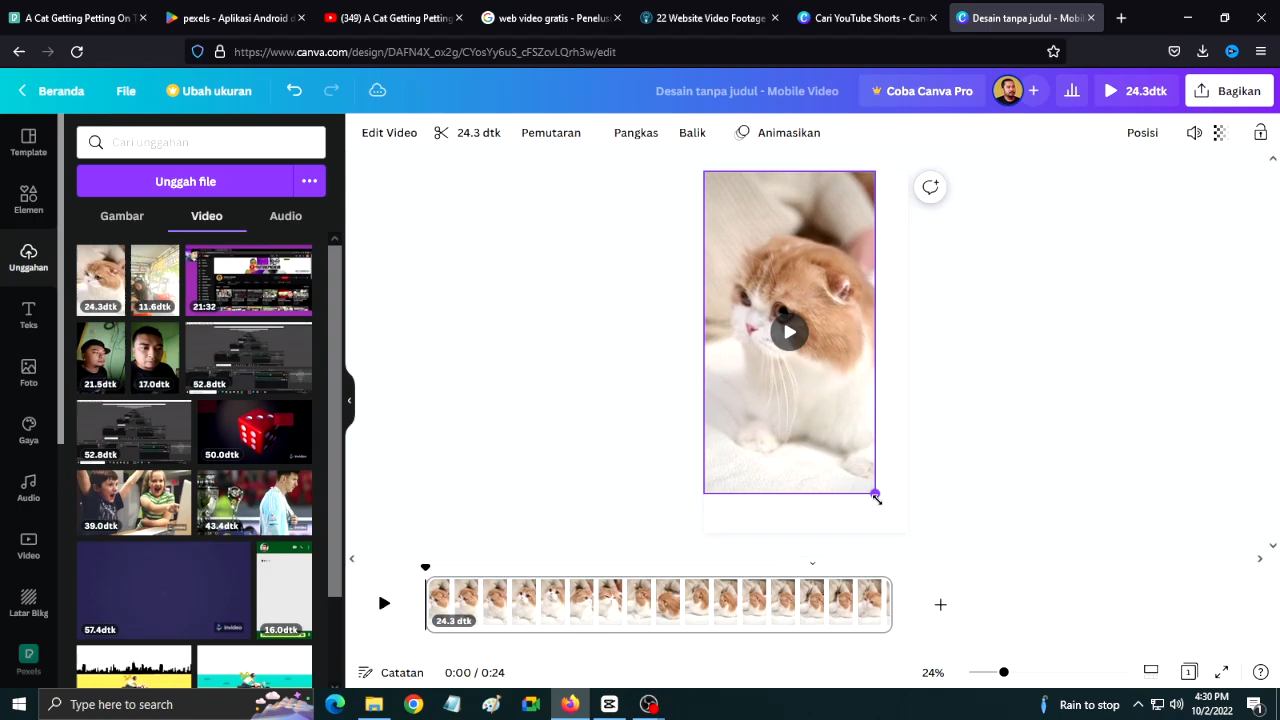 A Cat Getting Petting On T
pexels - Aplikasi Android d
(349) A Cat Getting Petting
web video gratis - Penelus
22 Website Video Footage
Cari YouTube Shorts - Can
Desain tanpa judul - Mobil
https://www.canva.com/design/DAFN4X_ox2g/CYosYy6uS_cFSZcvLQrh3w/edit
Beranda
File
Ubah ukuran
Desain tanpa judul - Mobile Video
Coba Canva Pro
24.3dtk
Bagikan
Template
Elemen
Unggahan
Teks
Foto
Gaya
Audio
Video
Latar Blkg
Pexels
Cari unggahan
Unggah file
Gambar
Video
Audio
24.3dtk
11.6dtk
21:32
21.5dtk
17.0dtk
52.8dtk
52.8dtk
50.0dtk
invideo
39.0dtk
43.4dtk
57.4dtk
invideo
16.0dtk
Edit Video
24.3 dtk
Pemutaran
Pangkas
Balik
Animasikan
Posisi
24.3 dtk
Catatan
0:00 / 0:24
24%
1
Type here to search
Rain to stop
4:30 PM
10/2/2022